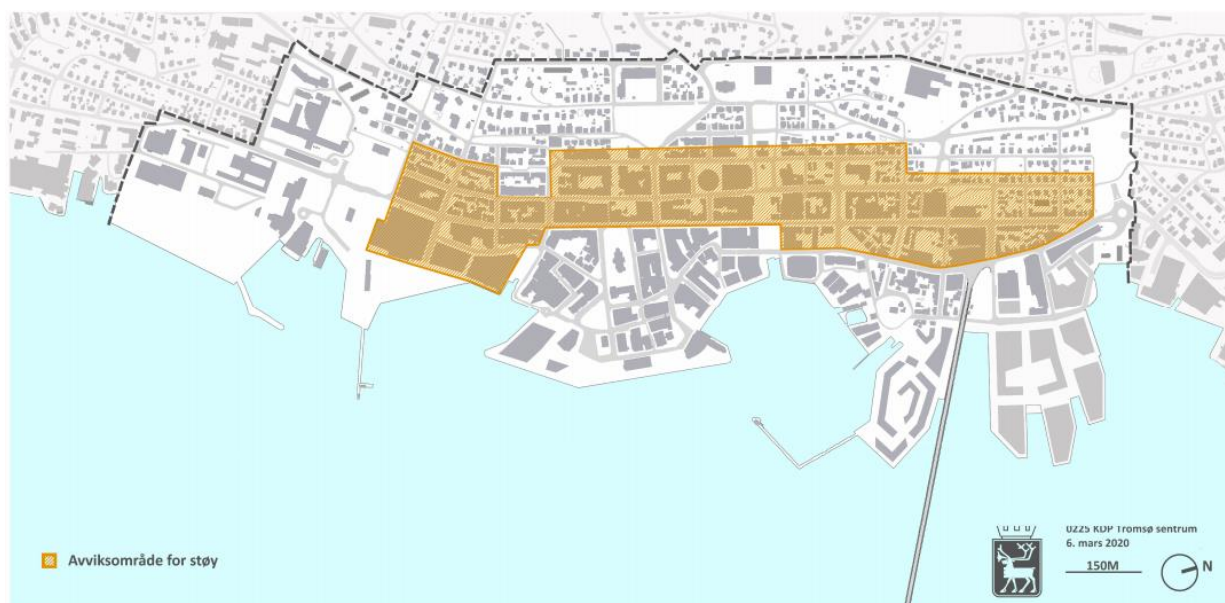 Avviksområde for støy
0225 KDP Tromsø sentrum
6. mars 2020
150M
N